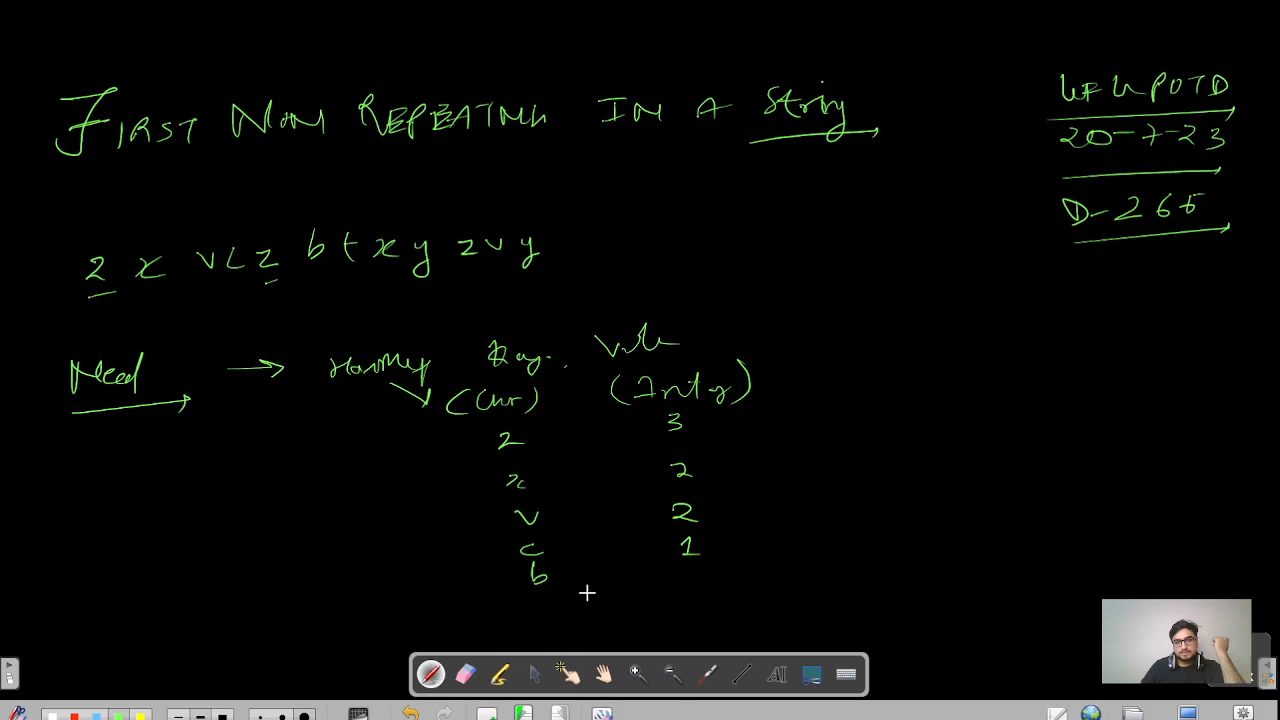 FIRST NON REPEATING IN A String
GFG POTD
20-7-23
D-265
z x v c z b t x y z v y
Need → HashMap Key Value
(Char) (Integer)
z 3
x 2
v 2
c 1
b